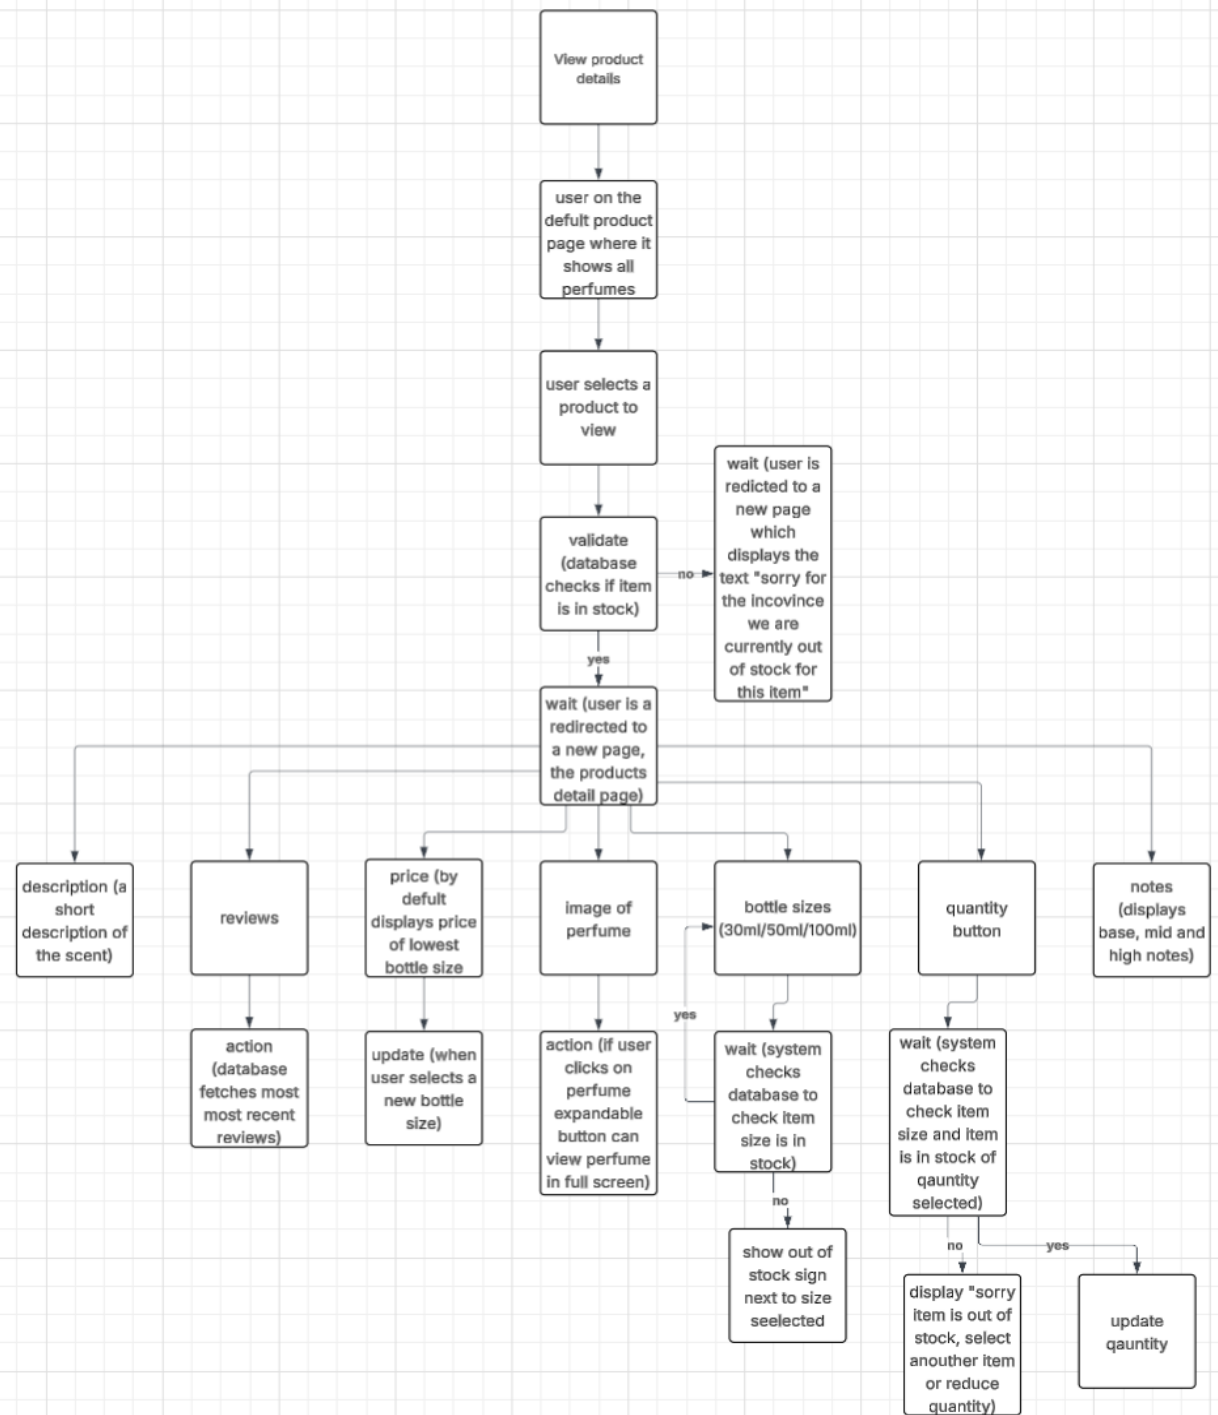 View product
details
user on the
defult product
page where it
shows all
perfumes
user selects a
product to
view
validate
(database
checks if item
is in stock)
no
wait (user is
redicted to a
new page
which
displays the
text "sorry for
the incovince
we are
currently out
of stock for
this item"
yes
wait (user is a
redirected to
a new page,
the products
detail page)
description (a
short
description of
the scent)
reviews
price (by
defult
displays price
of lowest
bottle size
image of
perfume
bottle sizes
(30ml/50ml/100ml)
quantity
button
notes
(displays
base, mid and
high notes)
action
(database
fetches most
most recent
reviews)
update (when
user selects a
new bottle
size)
action (if user
clicks on
perfume
expandable
button can
view perfume
in full screen)
yes
wait (system
checks
database to
check item
size is in
stock)
wait (system
checks
database to
check item
size and item
is in stock of
qauntity
selected)
no
show out of
stock sign
next to size
seelected
no
yes
display "sorry
item is out of
stock, select
anouther item
or reduce
quantity)
update
qauntity